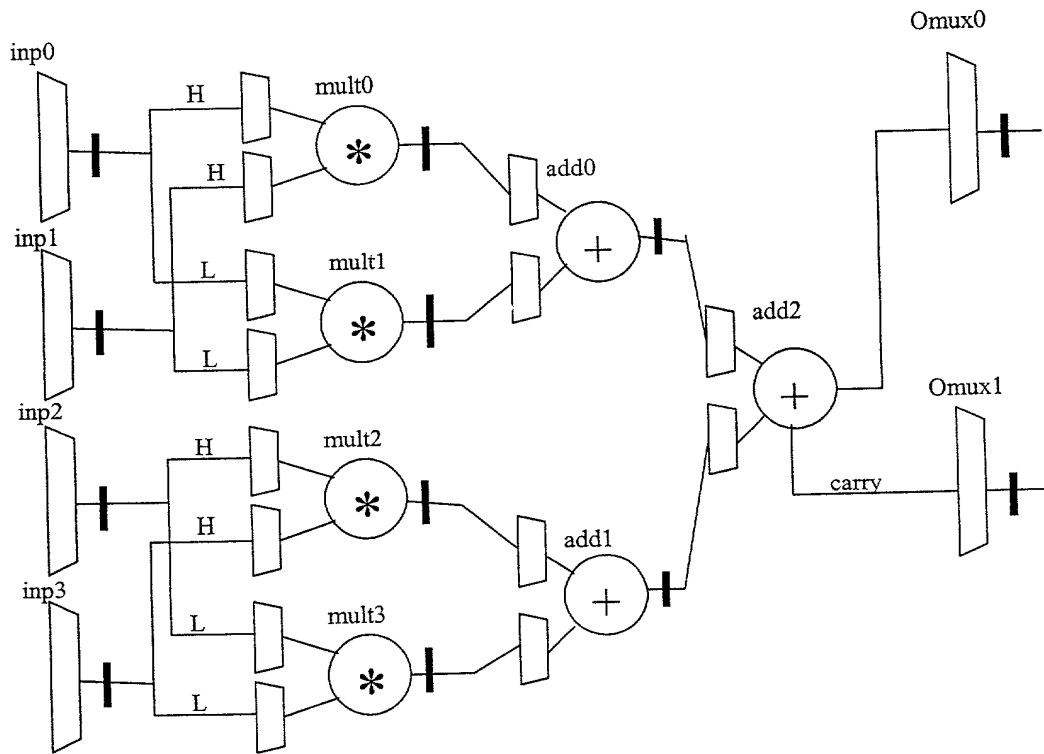 Omux0
inp0
H
mult0
H
add0
inp1
L
mult1
L
add2
Omux1
inp2
H
mult2
carry
H
add1
inp3
L
mult3
L
*
*
+
*
*
+
+